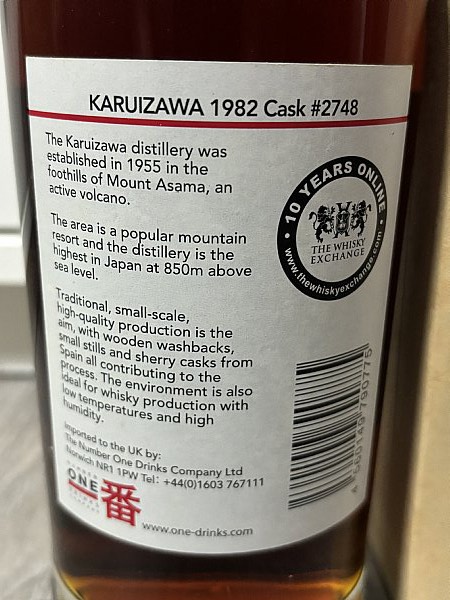 KARUIZAWA 1982 Cask #2748
The Karuizawa distillery was
established in 1955 in the
foothills of Mount Asama, an
active volcano.
The area is a popular mountain
resort and the distillery is the
highest in Japan at 850m above
sea level.
Traditional, small-scale,
high-quality production is the
aim, with wooden washbacks,
small stills and sherry casks from
Spain all contributing to the
process. The environment is also
ideal for whisky production with
low temperatures and high
humidity.
imported to the UK by:
The Number One Drinks Company Ltd
Norwich NR1 1PW Tel: +44(0)1603 767111
ONE
一番
www.one-drinks.com
• 10 YEARS ONLINE •
THE WHISKY
EXCHANGE
www.thewhiskyexchange.com